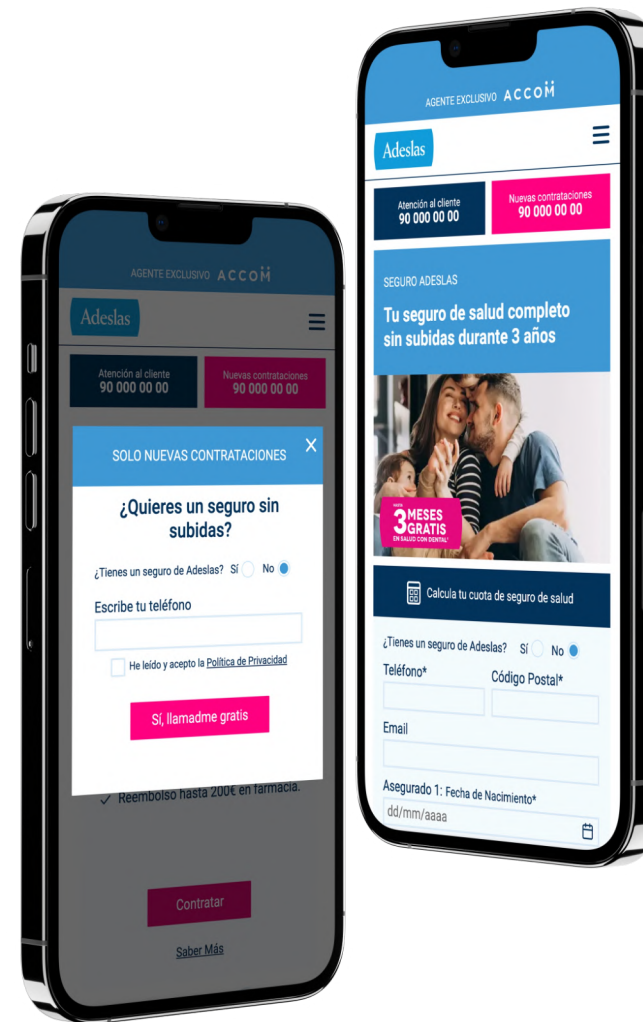 AGENTE EXCLUSIVO ACCOM
Adeslas
Atención al cliente
90 000 00 00
Nuevas contrataciones
90 000 00 00
SOLO NUEVAS CONTRATACIONES X
¿Quieres un seguro sin
subidas?
¿Tienes un seguro de Adeslas? Sí No
Escribe tu teléfono
He leído y acepto la Política de Privacidad
Sí, llamadme gratis
Reembolso hasta 200€ en farmacia.
Contratar
Saber Más
AGENTE EXCLUSIVO ACCOM
Adeslas
Atención al cliente
90 000 00 00
Nuevas contrataciones
90 000 00 00
SEGURO ADESLAS
Tu seguro de salud completo
sin subidas durante 3 años
HASTA
3 MESES
GRATIS
EN SALUD CON DENTAL*
Calcula tu cuota de seguro de salud
¿Tienes un seguro de Adeslas? Sí No
Teléfono*
Código Postal*
Email
Asegurado 1: Fecha de Nacimiento*
dd/mm/aaaa